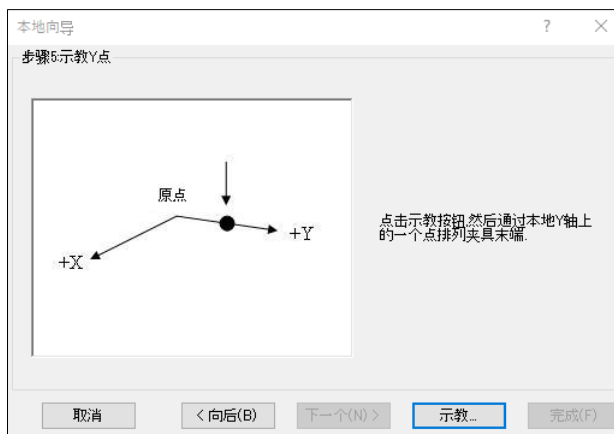 本地向导
步骤5:示教Y点
原点
+Y
+X
点击示教按钮,然后通过本地Y轴上
的一个点排列夹具末端.
取消
< 向后(B)
下一个(N) >
示教...
完成(F)